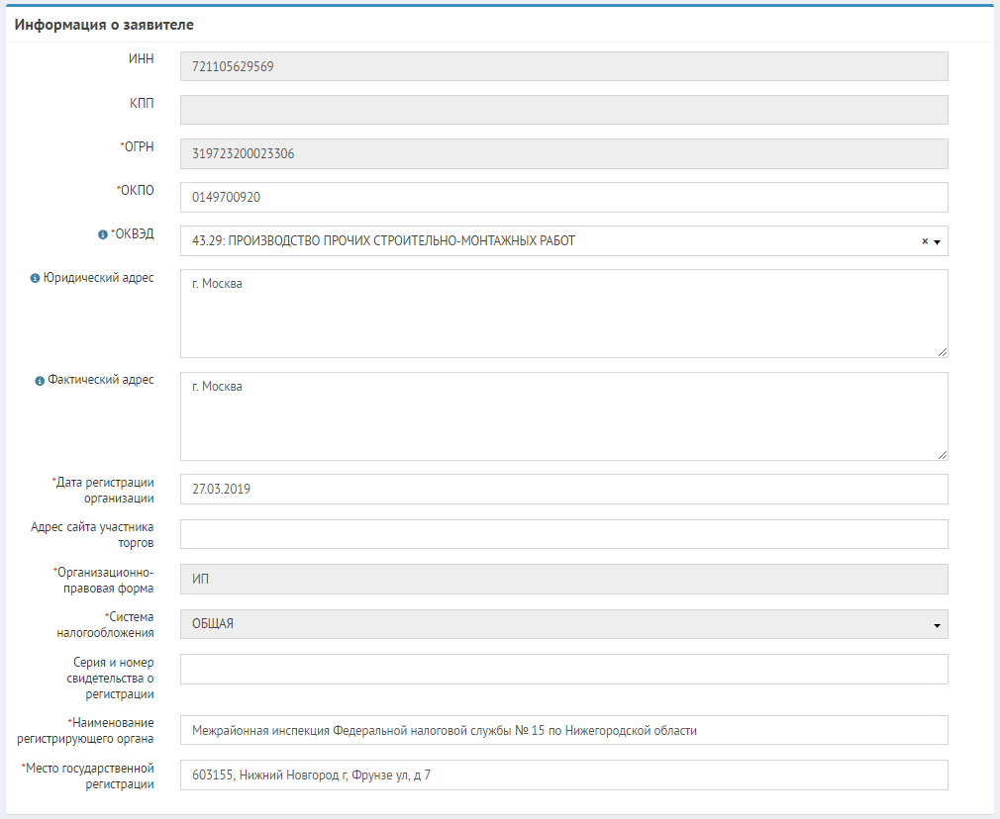 Информация о заявителе
ИНН
721105629569
КПП
*ОГРН
319723200023306
*ОКПО
0149700920
*ОКВЭД
43.29: ПРОИЗВОДСТВО ПРОЧИХ СТРОИТЕЛЬНО-МОНТАЖНЫХ РАБОТ
Юридический адрес
г. Москва
Фактический адрес
г. Москва
*Дата регистрации
организации
27.03.2019
Адрес сайта участника
торгов
*Организационно-
правовая форма
ИП
*Система
налогообложения
ОБЩАЯ
Серия и номер
свидетельства о
регистрации
*Наименование
регистрирующего органа
Межрайонная инспекция Федеральной налоговой службы № 15 по Нижегородской области
*Место государственной
регистрации
603155, Нижний Новгород г, Фрунзе ул, д 7